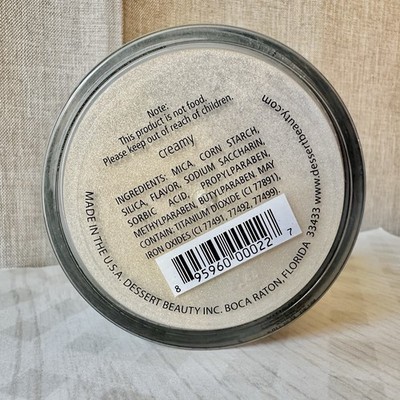 Note:
This product is not food.
Please keep out of reach of children.
creamy
INGREDIENTS: MICA, CORN STARCH,
SILICA, FLAVOR, SODIUM SACCHARIN,
SORBIC ACID, PROPYLPARABEN,
METHYLPARABEN, BUTYLPARABEN. MAY
CONTAIN: TITANIUM DIOXIDE (CI 77891),
IRON OXIDES (CI 77491, 77492, 77499).
8 95960 00022 7
MADE IN THE U.S.A. DESSERT BEAUTY INC. BOCA RATON, FLORIDA 33433 www.dessertbeauty.com